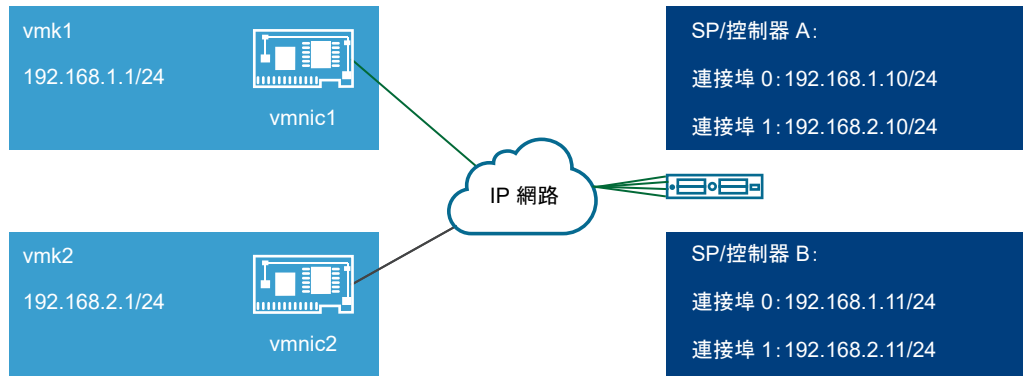 vmk1
192.168.1.1/24
vmnic1
vmk2
192.168.2.1/24
vmnic2
IP 網路
SP/控制器 A：
連接埠 0：192.168.1.10/24
連接埠 1：192.168.2.10/24
SP/控制器 B：
連接埠 0：192.168.1.11/24
連接埠 1：192.168.2.11/24